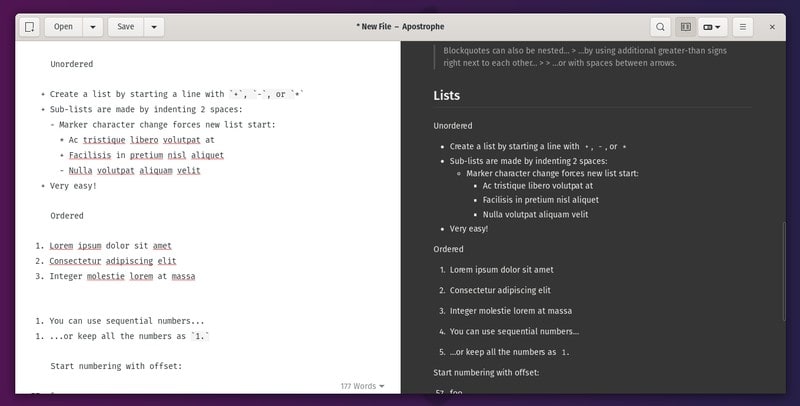 Open
Save
* New File – Apostrophe
Unordered
+ Create a list by starting a line with `+`, `-`, or `*`
+ Sub-lists are made by indenting 2 spaces:
- Marker character change forces new list start:
* Ac tristique libero volutpat at
+ Facilisis in pretium nisl aliquet
- Nulla volutpat aliquam velit
+ Very easy!
Ordered
1. Lorem ipsum dolor sit amet
2. Consectetur adipiscing elit
3. Integer molestie lorem at massa
1. You can use sequential numbers...
1. ...or keep all the numbers as `1.`
Start numbering with offset:
177 Words
Blockquotes can also be nested… > …by using additional greater-than signs
right next to each other… > > …or with spaces between arrows.
Lists
Unordered
• Create a list by starting a line with +, -, or *
• Sub-lists are made by indenting 2 spaces:
◦ Marker character change forces new list start:
▪ Ac tristique libero volutpat at
▪ Facilisis in pretium nisl aliquet
▪ Nulla volutpat aliquam velit
• Very easy!
Ordered
1. Lorem ipsum dolor sit amet
2. Consectetur adipiscing elit
3. Integer molestie lorem at massa
4. You can use sequential numbers…
5. …or keep all the numbers as 1.
Start numbering with offset:
57. foo